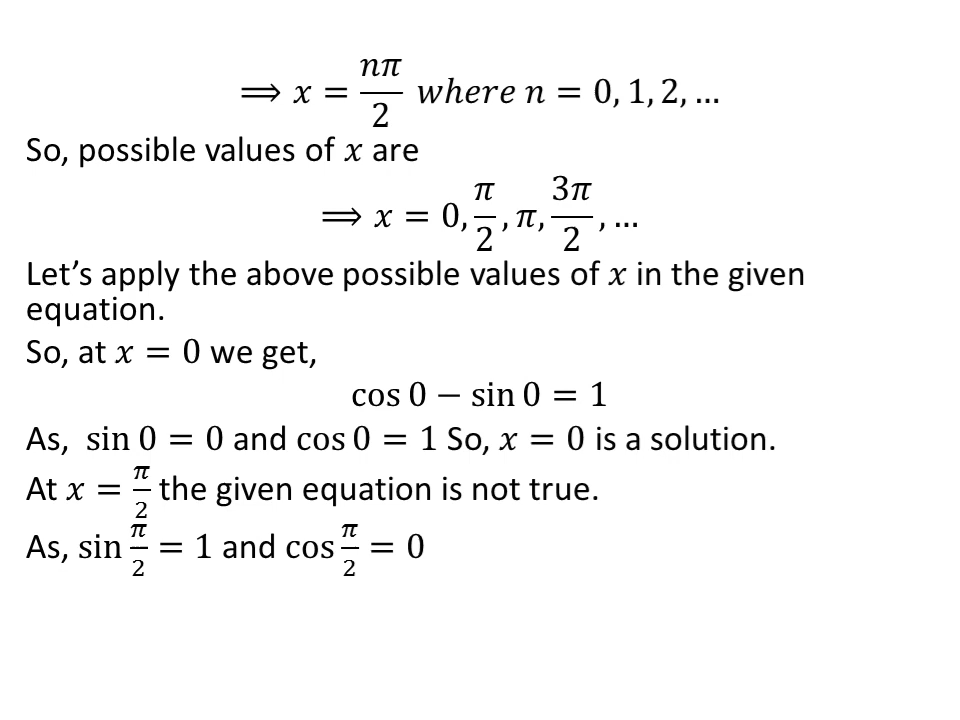 ⟹ 𝑥 = 𝑛𝜋/2 𝑤ℎ𝑒𝑟𝑒 𝑛 = 0, 1, 2, …
So, possible values of 𝑥 are
⟹ 𝑥 = 0, 𝜋/2, 𝜋, 3𝜋/2, …
Let’s apply the above possible values of 𝑥 in the given
equation.
So, at 𝑥 = 0 we get,
cos 0 − sin 0 = 1
As, sin 0 = 0 and cos 0 = 1 So, 𝑥 = 0 is a solution.
At 𝑥 = 𝜋/2 the given equation is not true.
As, sin 𝜋/2 = 1 and cos 𝜋/2 = 0